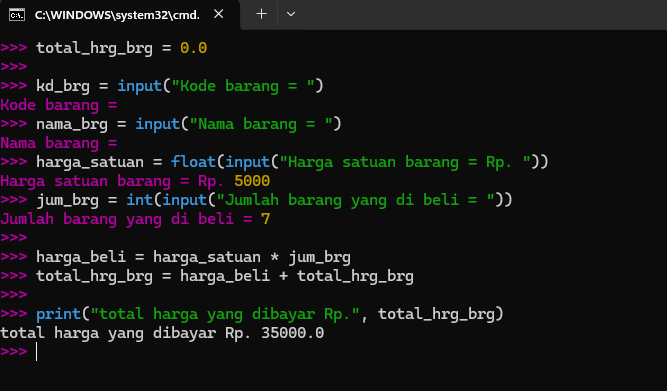 C:\WINDOWS\system32\cmd.
>>> total_hrg_brg = 0.0
>>>
>>> kd_brg = input("Kode barang = ")
Kode barang =
>>> nama_brg = input("Nama barang = ")
Nama barang =
>>> harga_satuan = float(input("Harga satuan barang = Rp. "))
Harga satuan barang = Rp. 5000
>>> jum_brg = int(input("Jumlah barang yang di beli = "))
Jumlah barang yang di beli = 7
>>>
>>> harga_beli = harga_satuan * jum_brg
>>> total_hrg_brg = harga_beli + total_hrg_brg
>>>
>>> print("total harga yang dibayar Rp.", total_hrg_brg)
total harga yang dibayar Rp. 35000.0
>>>